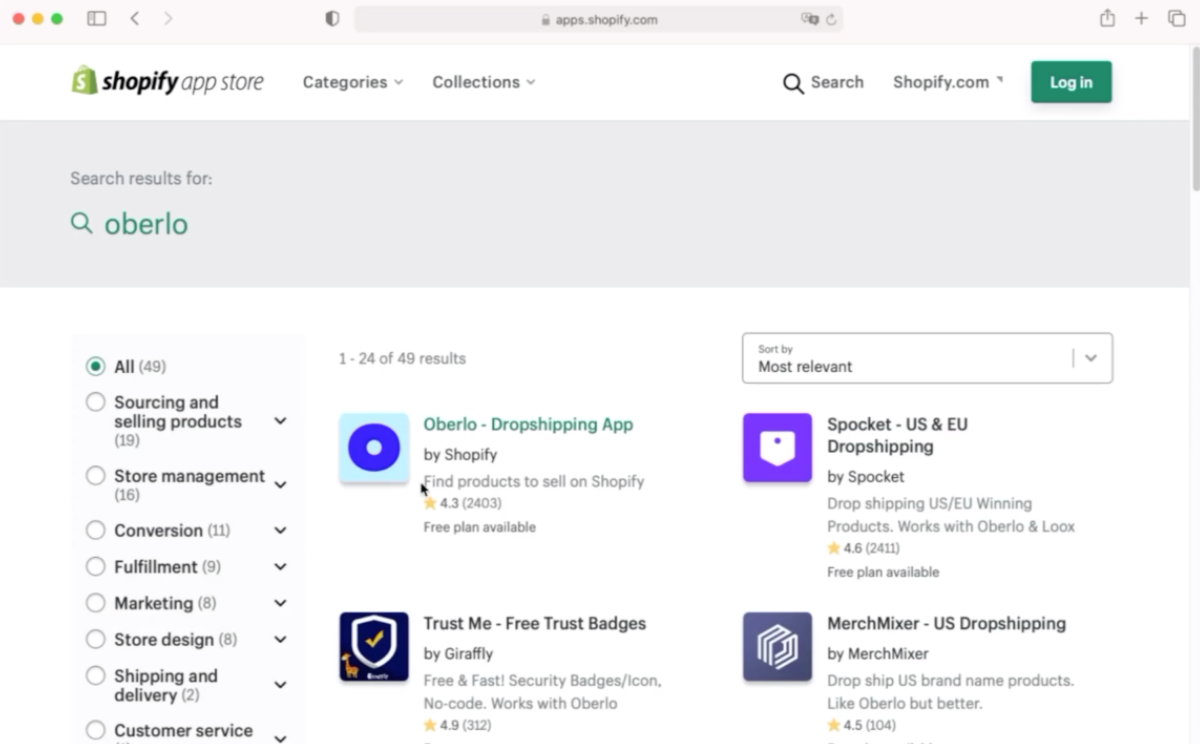 apps.shopify.com
shopify app store
Categories
Collections
Search
Shopify.com
Log in
Search results for:
oberlo
All (49)
Sourcing and
selling products
(19)
Store management
(16)
Conversion (11)
Fulfillment (9)
Marketing (8)
Store design (8)
Shipping and
delivery (2)
Customer service
1 - 24 of 49 results
Sort by
Most relevant
Oberlo - Dropshipping App
by Shopify
Find products to sell on Shopify
4.3 (2403)
Free plan available
Spocket - US & EU
Dropshipping
by Spocket
Drop shipping US/EU Winning
Products. Works with Oberlo & Loox
4.6 (2411)
Free plan available
Trust Me - Free Trust Badges
by Giraffly
Free & Fast! Security Badges/Icon,
No-code. Works with Oberlo
4.9 (312)
MerchMixer - US Dropshipping
by MerchMixer
Drop ship US brand name products.
Like Oberlo but better.
4.5 (104)